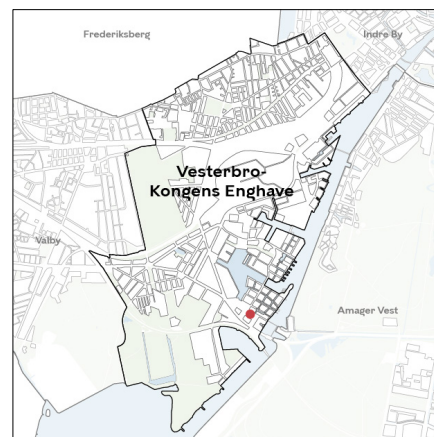 Frederiksberg
Indre By
Vesterbro-
Kongens Enghave
Valby
Amager Vest